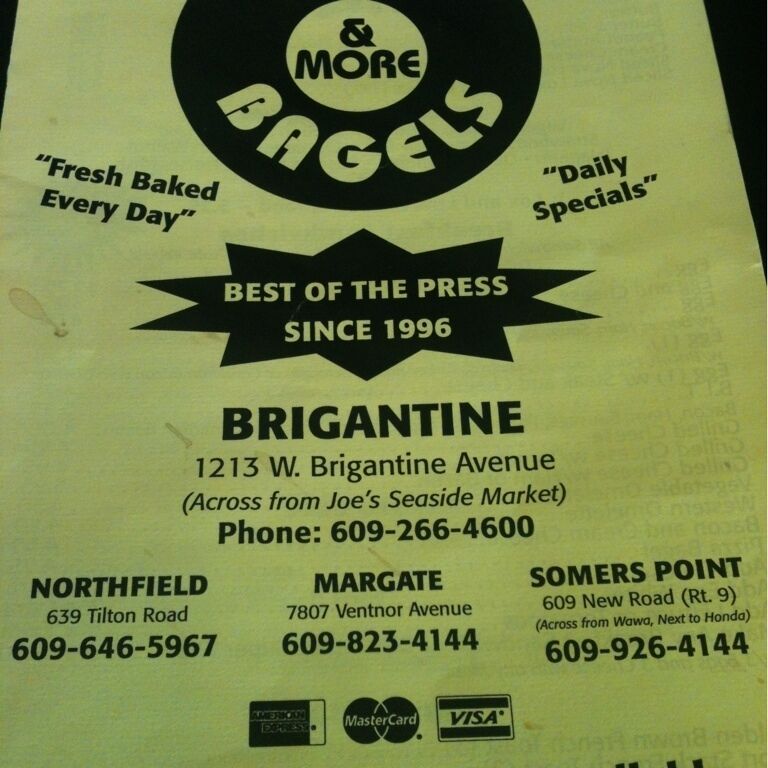 & MORE
BAGELS
"Fresh Baked
Every Day"
"Daily
Specials"
BEST OF THE PRESS
SINCE 1996
BRIGANTINE
1213 W. Brigantine Avenue
(Across from Joe's Seaside Market)
Phone: 609-266-4600
NORTHFIELD
639 Tilton Road
609-646-5967
MARGATE
7807 Ventnor Avenue
609-823-4144
SOMERS POINT
609 New Road (Rt. 9)
(Across from Wawa, Next to Honda)
609-926-4144
AMERICAN
EXPRESS
MasterCard
VISA